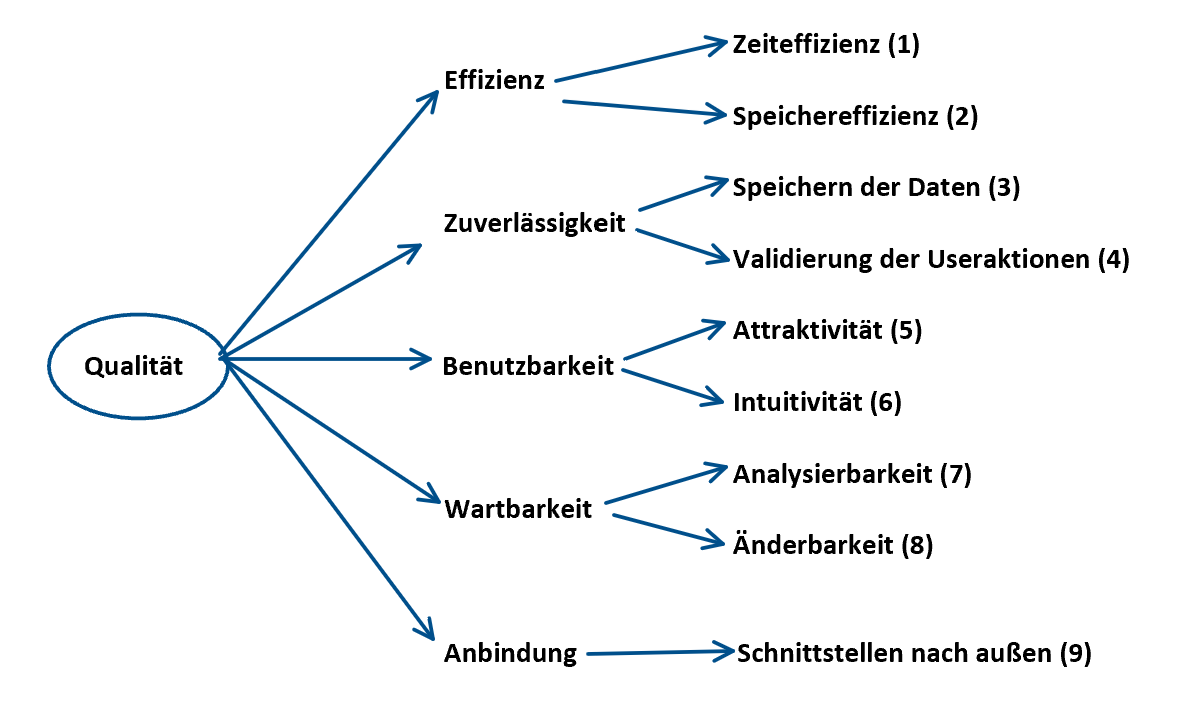 Qualität
Effizienz
Zeiteffizienz (1)
Speichereffizienz (2)
Zuverlässigkeit
Speichern der Daten (3)
Validierung der Useraktionen (4)
Benutzbarkeit
Attraktivität (5)
Intuitivität (6)
Wartbarkeit
Analysierbarkeit (7)
Änderbarkeit (8)
Anbindung
Schnittstellen nach außen (9)